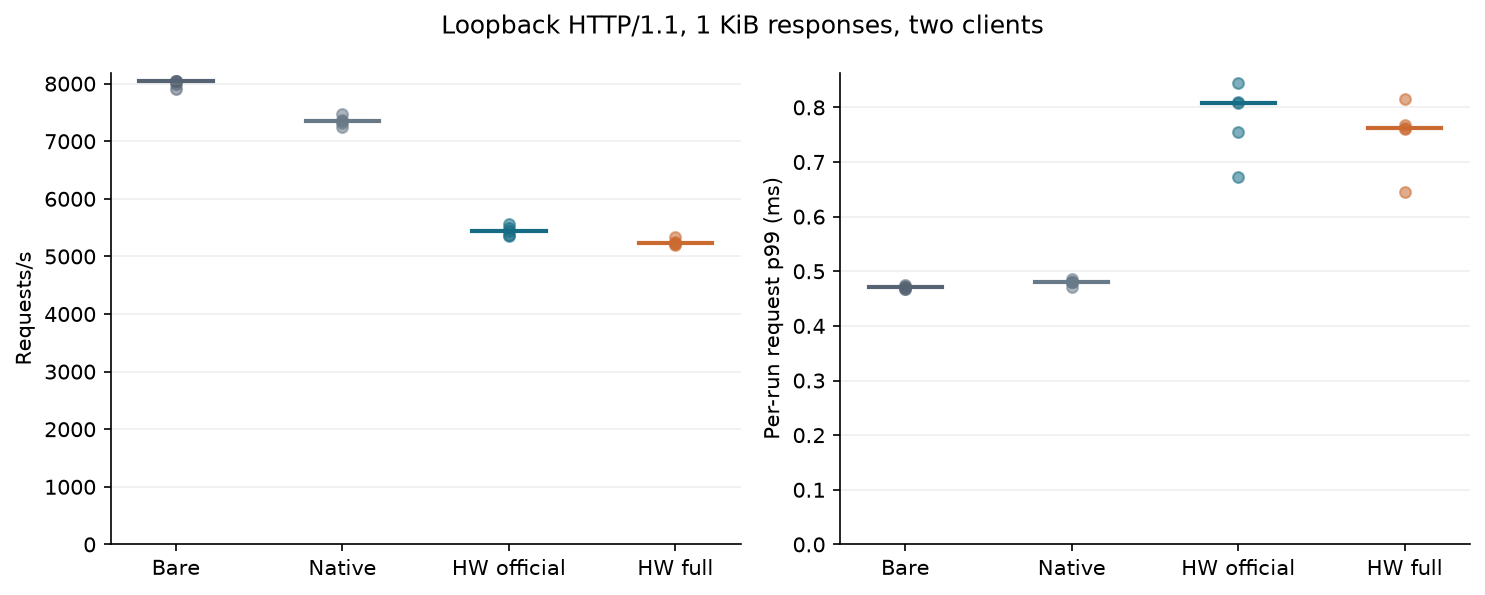 Loopback HTTP/1.1, 1 KiB responses, two clients
Requests/s
8000
7000
6000
5000
4000
3000
2000
1000
0
Bare
Native
HW official
HW full
Per-run request p99 (ms)
0.8
0.7
0.6
0.5
0.4
0.3
0.2
0.1
0.0
Bare
Native
HW official
HW full